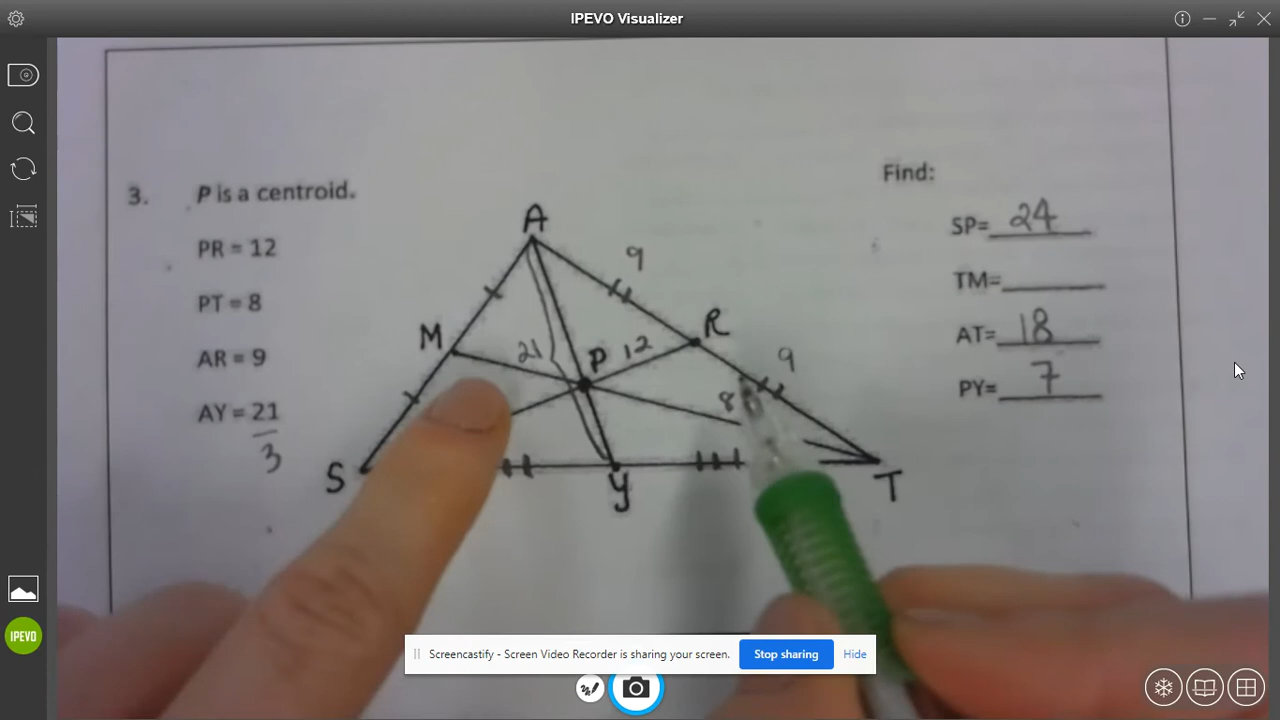 IPEVO Visualizer
3. P is a centroid.
PR = 12
PT = 8
AR = 9
AY = 21
3
A
9
M
R
21
P
12
9
8
S
Y
T
Find:
SP= 24
TM=
AT= 18
PY= 7
IPEVO
Screencastify - Screen Video Recorder is sharing your screen.
Stop sharing
Hide